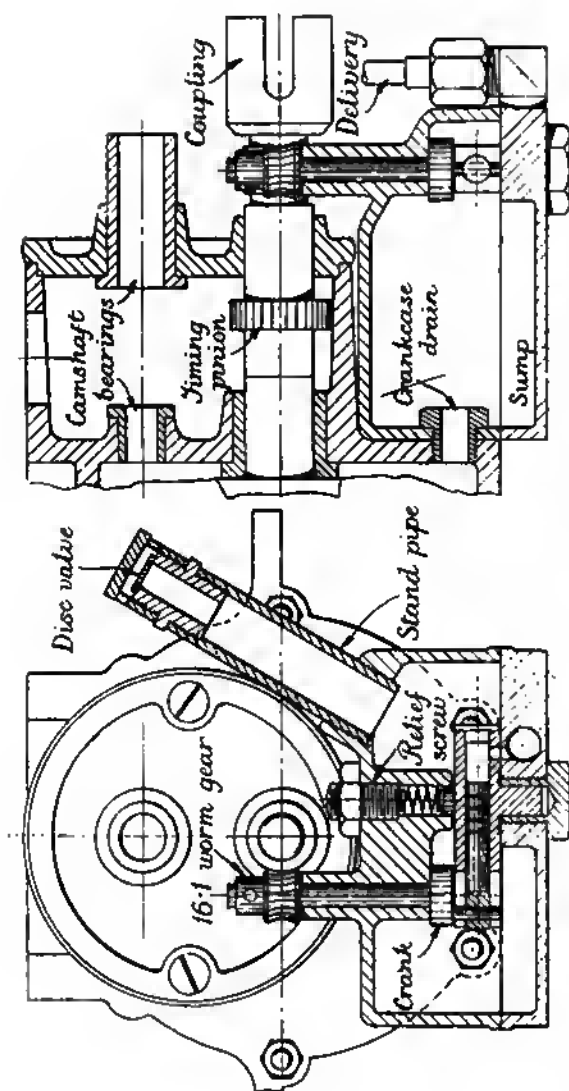 Camshaft
bearings
Timing
pinion
Coupling
Delivery
Crankcase
drain
Sump
Disc valve
Stand pipe
16·1 worm gear
Relief
screw
Crank